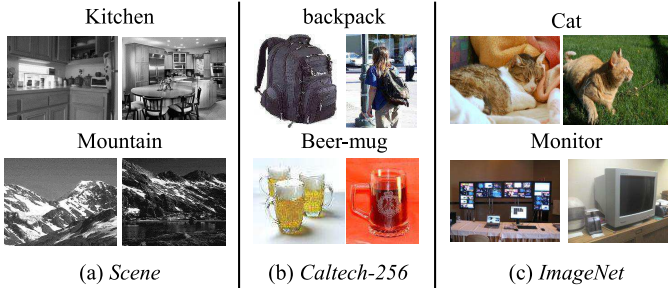 Kitchen
backpack
Cat
Mountain
Beer-mug
Monitor
(a) Scene
(b) Caltech-256
(c) ImageNet